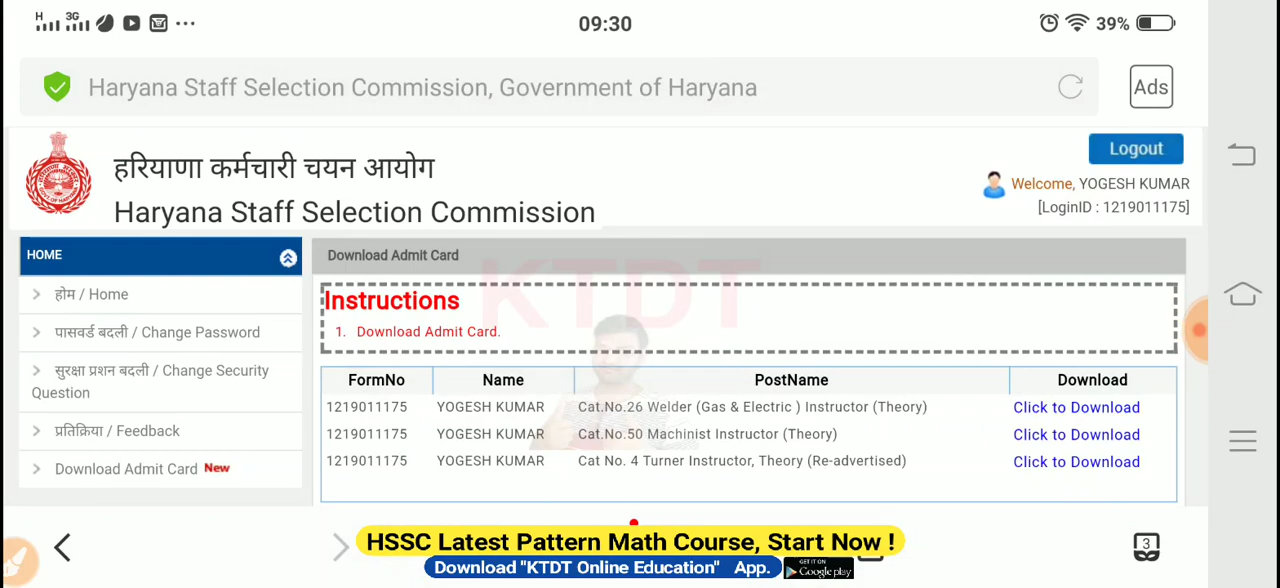 H 3G 09:30 39%
Haryana Staff Selection Commission, Government of Haryana Ads
हरियाणा कर्मचारी चयन आयोग
Haryana Staff Selection Commission
Logout
Welcome, YOGESH KUMAR
[LoginID : 1219011175]
HOME
होम / Home
पासवर्ड बदली / Change Password
सुरक्षा प्रशन बदली / Change Security
Question
प्रतिक्रिया / Feedback
Download Admit Card New
Download Admit Card
KTDT
Instructions
1. Download Admit Card.
FormNo Name PostName Download
1219011175 YOGESH KUMAR Cat.No.26 Welder (Gas & Electric ) Instructor (Theory) Click to Download
1219011175 YOGESH KUMAR Cat.No.50 Machinist Instructor (Theory) Click to Download
1219011175 YOGESH KUMAR Cat No. 4 Turner Instructor, Theory (Re-advertised) Click to Download
HSSC Latest Pattern Math Course, Start Now !
Download "KTDT Online Education" App. GET IT ON Google play
3